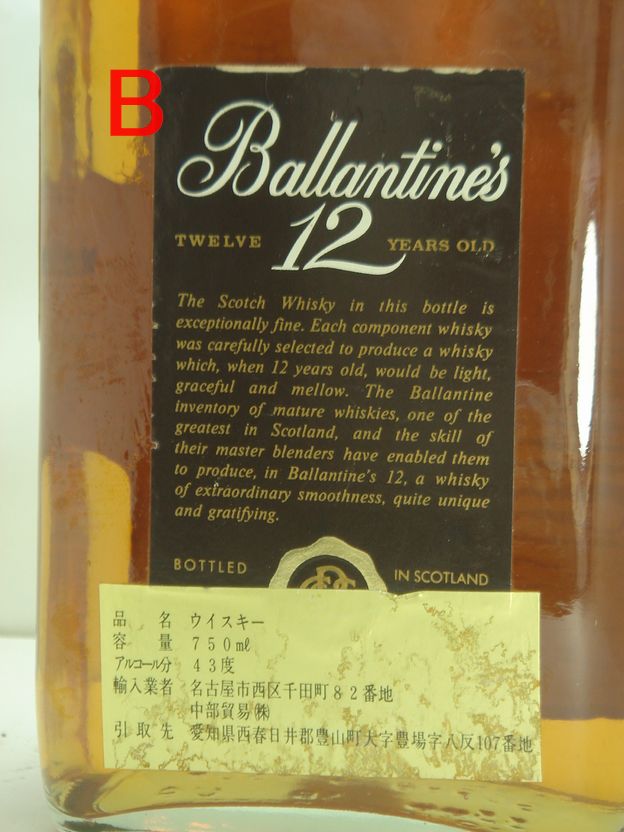 B
Ballantine's
TWELVE 12 YEARS OLD
The Scotch Whisky in this bottle is
exceptionally fine. Each component whisky
was carefully selected to produce a whisky
which, when 12 years old, would be light,
graceful and mellow. The Ballantine
inventory of mature whiskies, one of the
greatest in Scotland, and the skill of
their master blenders have enabled them
to produce, in Ballantine's 12, a whisky
of extraordinary smoothness, quite unique
and gratifying.
BOTTLED IN SCOTLAND
品名 ウイスキー
容量 750㎖
アルコール分 43度
輸入業者 名古屋市西区千田町82番地
中部貿易㈱
引取先 愛知県西春日井郡豊山町大字豊場字八反107番地